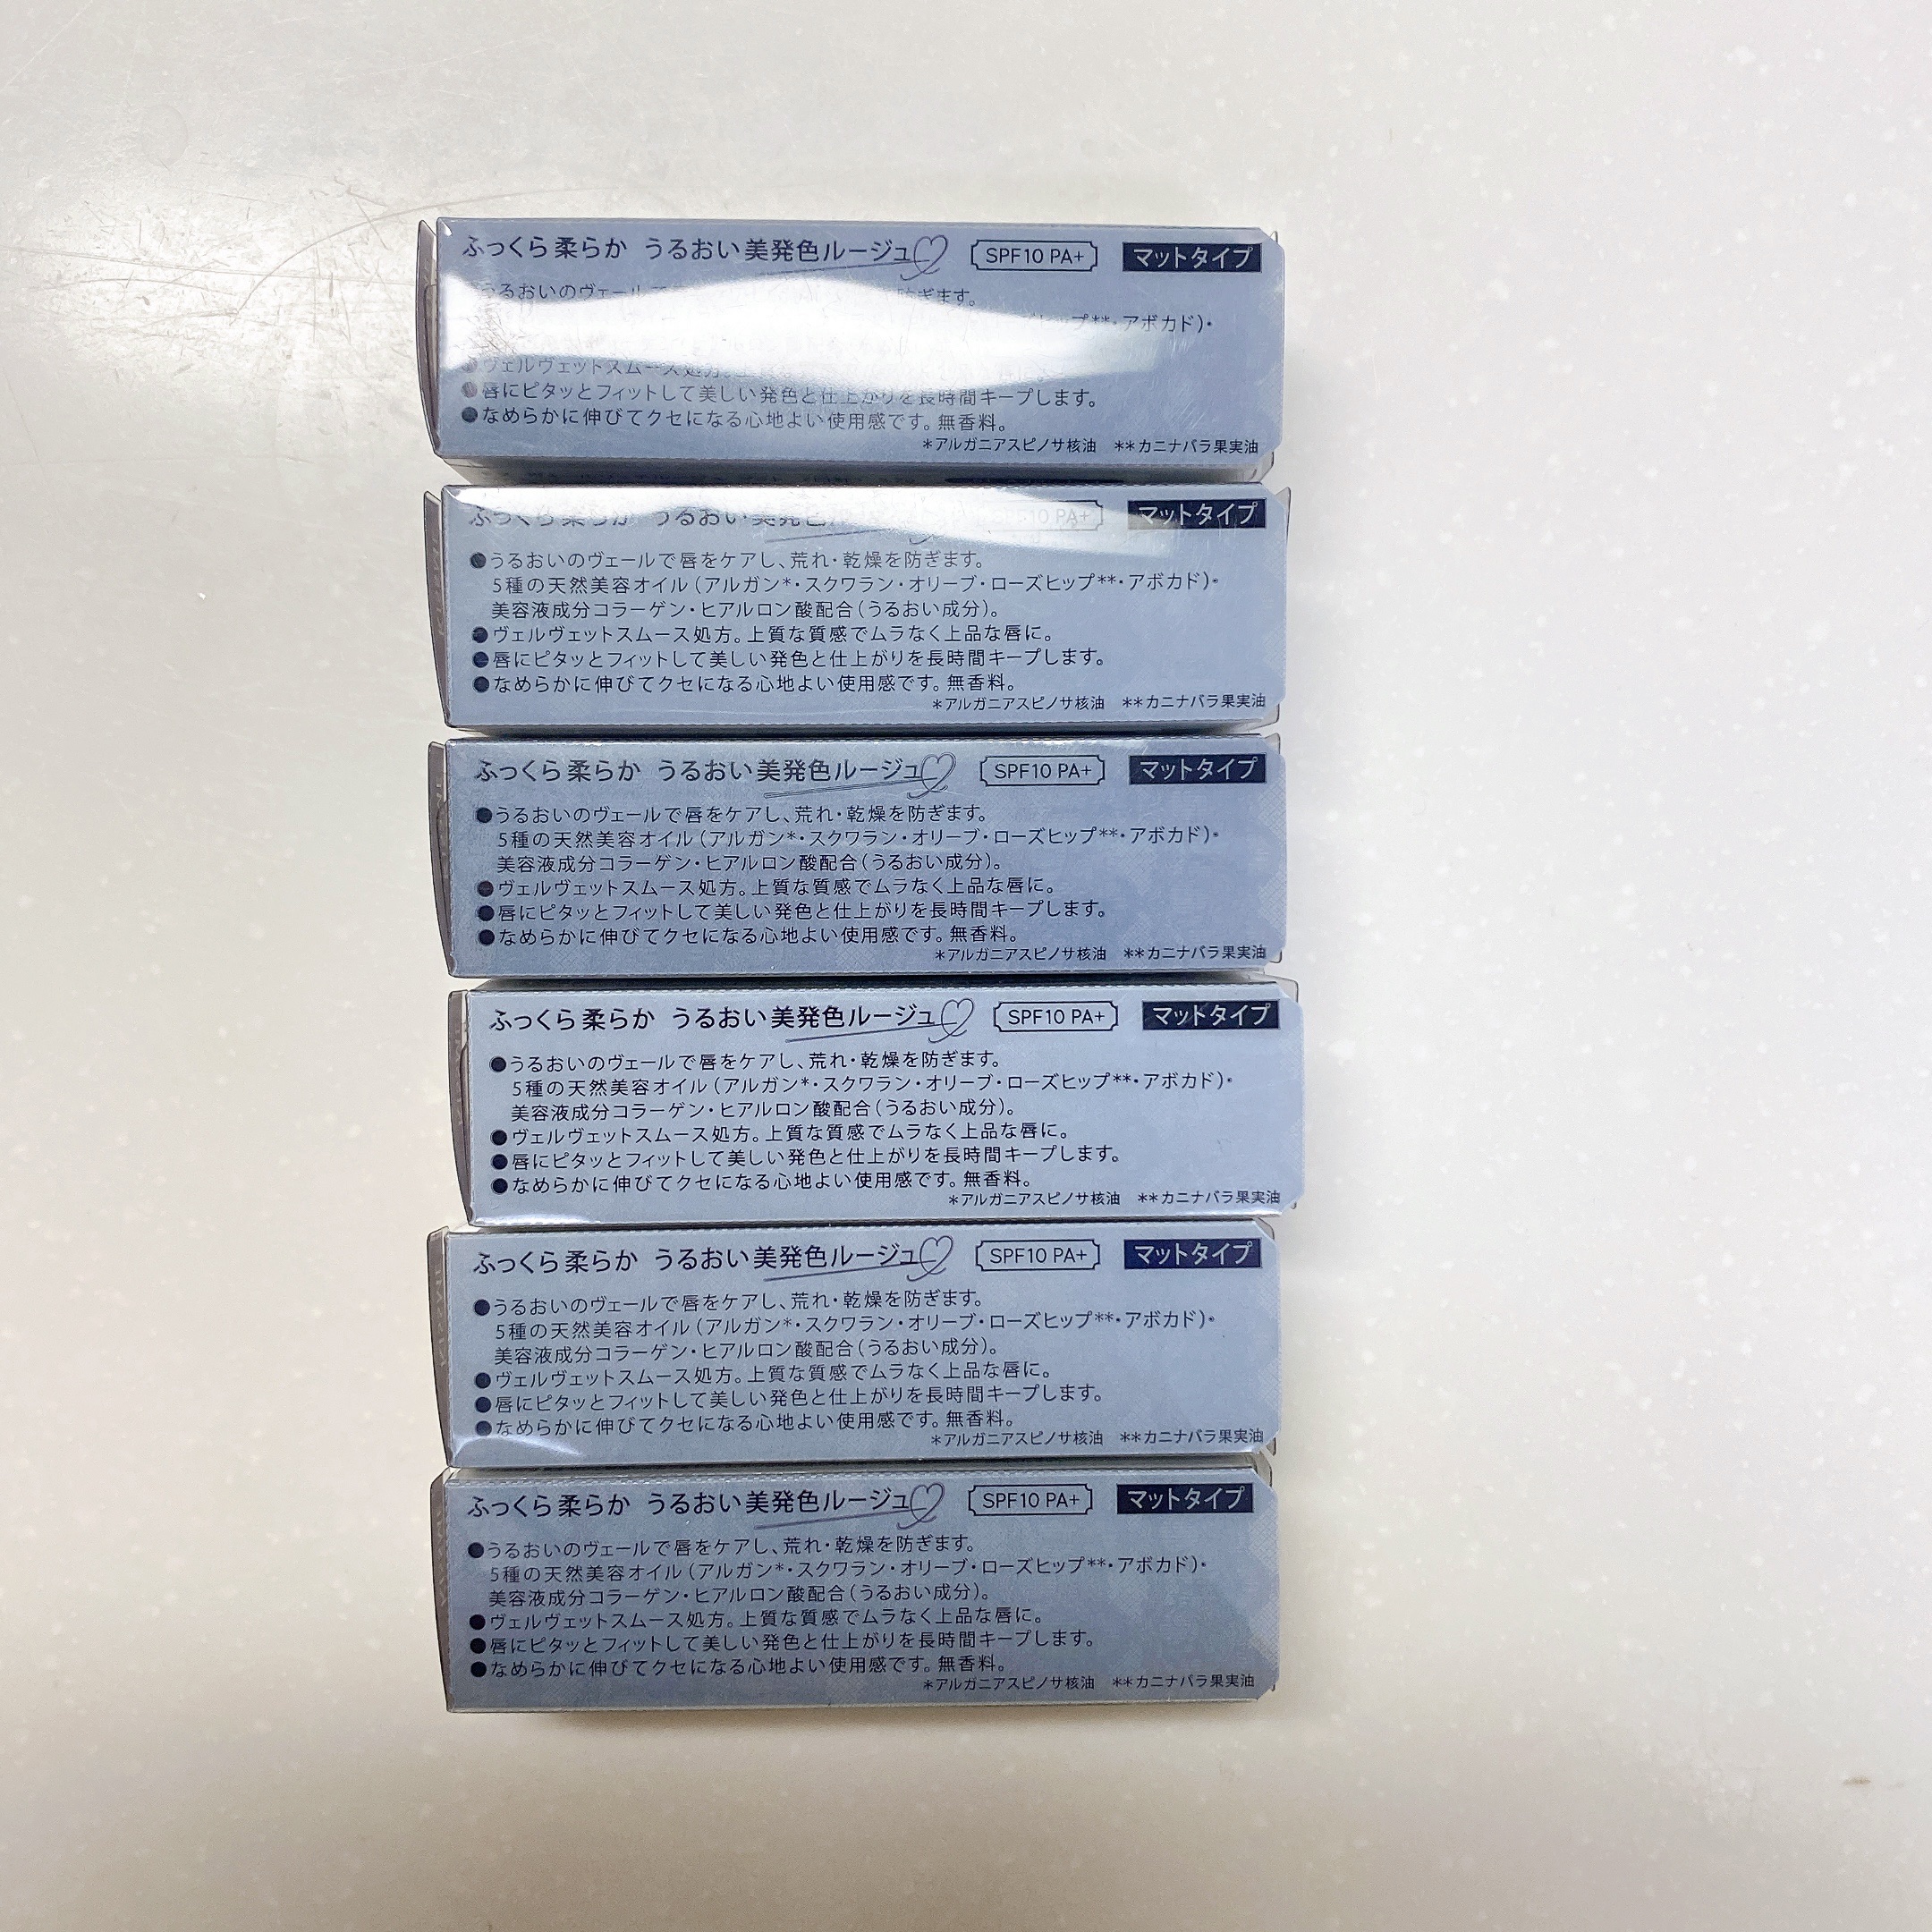 ふっくら柔らか うるおい美発色ルージュ SPF10 PA+ マットタイプ
うるおいのヴェールで 防ぎます。
ヒップ**・アボカド)・
●ヴェルヴェットスムース処方。上
●唇にピタッとフィットして美しい発色と仕上がりを長時間キープします。
●なめらかに伸びてクセになる心地よい使用感です。無香料。
*アルガニアスピノサ核油 **カニナバラ果実油
ふっくら柔らか うるおい美発色 10 PA+ マットタイプ
●うるおいのヴェールで唇をケアし、荒れ・乾燥を防ぎます。
5種の天然美容オイル(アルガン*・スクワラン・オリーブ・ローズヒップ**・アボカド)・
美容液成分コラーゲン・ヒアルロン酸配合(うるおい成分)。
●ヴェルヴェットスムース処方。上質な質感でムラなく上品な唇に。
●唇にピタッとフィットして美しい発色と仕上がりを長時間キープします。
●なめらかに伸びてクセになる心地よい使用感です。無香料。
*アルガニアスピノサ核油 **カニナバラ果実油
ふっくら柔らか うるおい美発色ルージュ SPF10 PA+ マットタイプ
●うるおいのヴェールで唇をケアし、荒れ・乾燥を防ぎます。
5種の天然美容オイル(アルガン*・スクワラン・オリーブ・ローズヒップ**・アボカド)・
美容液成分コラーゲン・ヒアルロン酸配合(うるおい成分)。
●ヴェルヴェットスムース処方。上質な質感でムラなく上品な唇に。
●唇にピタッとフィットして美しい発色と仕上がりを長時間キープします。
●なめらかに伸びてクセになる心地よい使用感です。無香料。
*アルガニアスピノサ核油 **カニナバラ果実油
ふっくら柔らか うるおい美発色ルージュ SPF10 PA+ マットタイプ
●うるおいのヴェールで唇をケアし、荒れ・乾燥を防ぎます。
5種の天然美容オイル(アルガン*・スクワラン・オリーブ・ローズヒップ**・アボカド)・
美容液成分コラーゲン・ヒアルロン酸配合(うるおい成分)。
●ヴェルヴェットスムース処方。上質な質感でムラなく上品な唇に。
●唇にピタッとフィットして美しい発色と仕上がりを長時間キープします。
●なめらかに伸びてクセになる心地よい使用感です。無香料。
*アルガニアスピノサ核油 **カニナバラ果実油
ふっくら柔らか うるおい美発色ルージュ SPF10 PA+ マットタイプ
●うるおいのヴェールで唇をケアし、荒れ・乾燥を防ぎます。
5種の天然美容オイル(アルガン*・スクワラン・オリーブ・ローズヒップ**・アボカド)・
美容液成分コラーゲン・ヒアルロン酸配合(うるおい成分)。
●ヴェルヴェットスムース処方。上質な質感でムラなく上品な唇に。
●唇にピタッとフィットして美しい発色と仕上がりを長時間キープします。
●なめらかに伸びてクセになる心地よい使用感です。無香料。
*アルガニアスピノサ核油 **カニナバラ果実油
ふっくら柔らか うるおい美発色ルージュ SPF10 PA+ マットタイプ
●うるおいのヴェールで唇をケアし、荒れ・乾燥を防ぎます。
5種の天然美容オイル(アルガン*・スクワラン・オリーブ・ローズヒップ**・アボカド)・
美容液成分コラーゲン・ヒアルロン酸配合(うるおい成分)。
●ヴェルヴェットスムース処方。上質な質感でムラなく上品な唇に。
●唇にピタッとフィットして美しい発色と仕上がりを長時間キープします。
●なめらかに伸びてクセになる心地よい使用感です。無香料。
*アルガニアスピノサ核油 **カニナバラ果実油